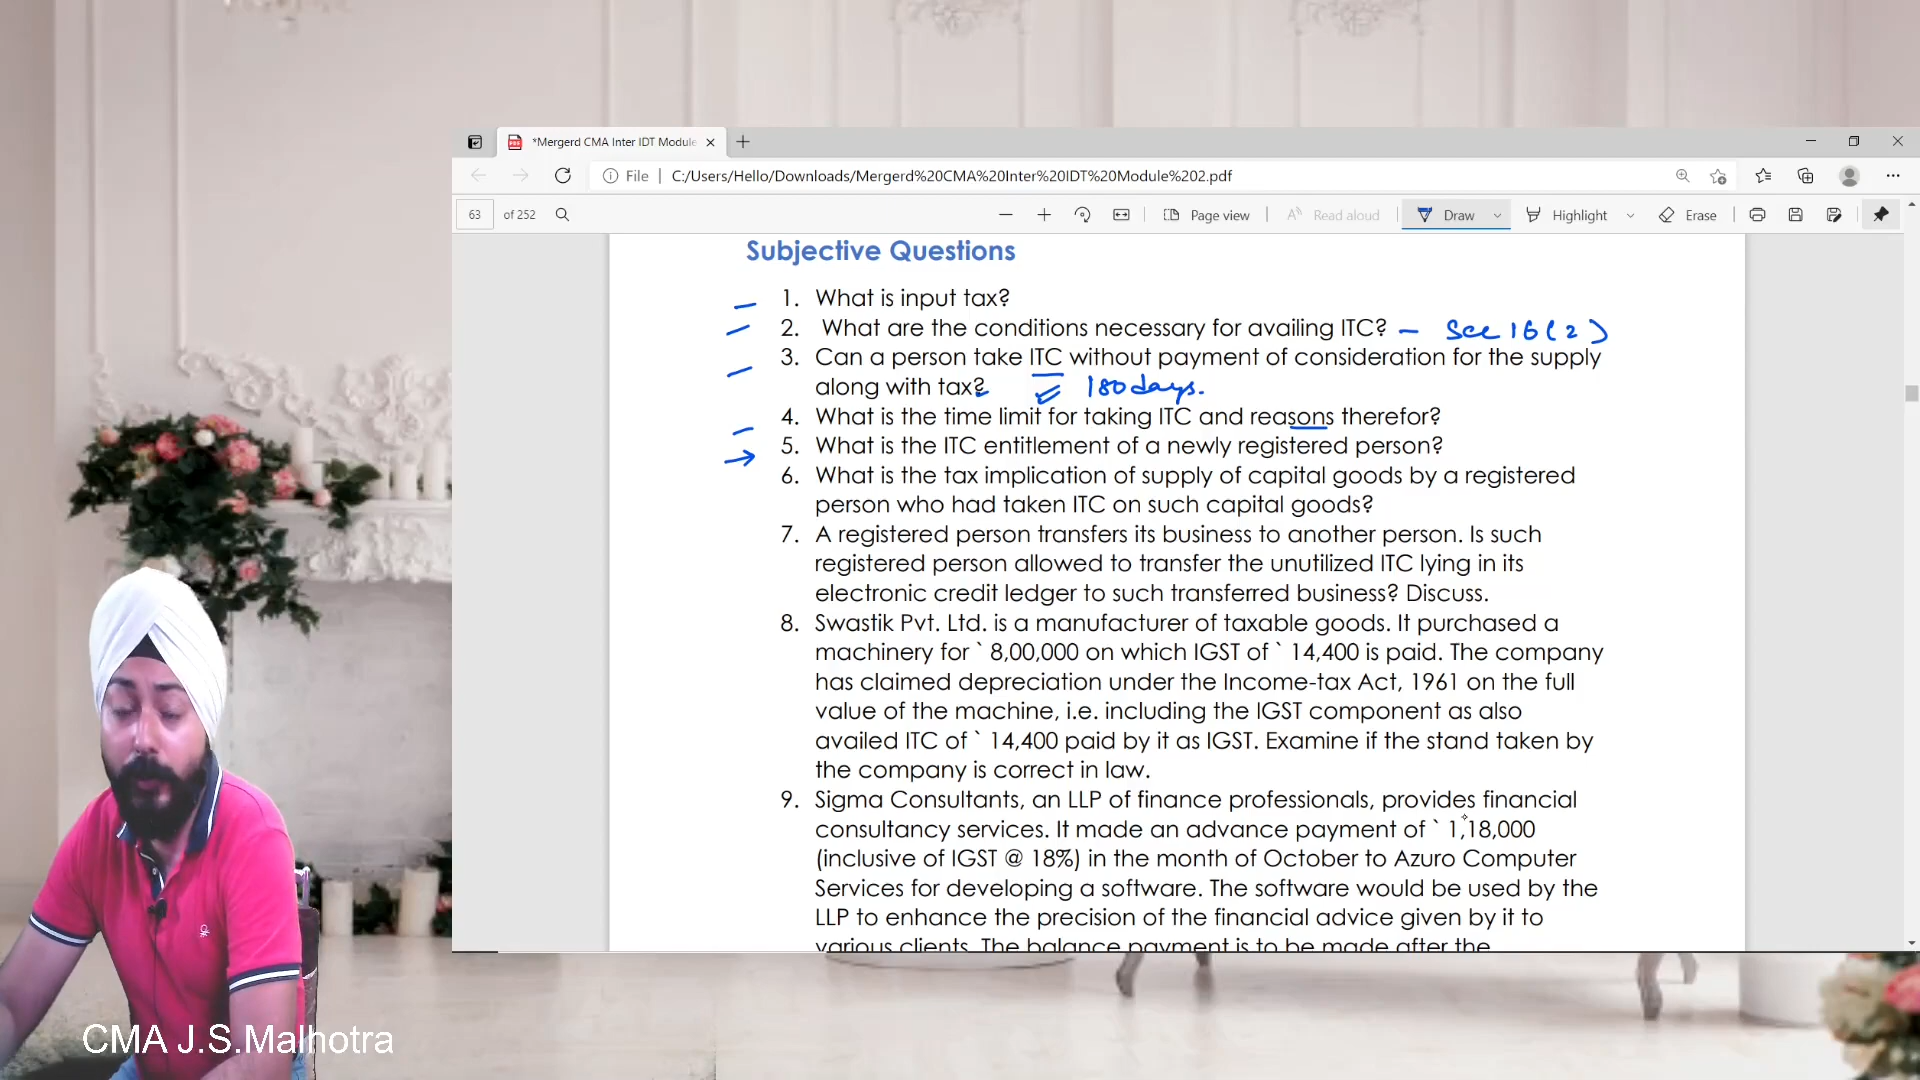 *Mergerd CMA Inter IDT Module
File | C:/Users/Hello/Downloads/Mergerd%20CMA%20Inter%20IDT%20Module%202.pdf
63 of 252 Page view Read aloud Draw Highlight Erase
Subjective Questions
1. What is input tax?
2. What are the conditions necessary for availing ITC? - Sec 16(2)
3. Can a person take ITC without payment of consideration for the supply
along with tax? 180 days.
4. What is the time limit for taking ITC and reasons therefor?
5. What is the ITC entitlement of a newly registered person?
6. What is the tax implication of supply of capital goods by a registered
person who had taken ITC on such capital goods?
7. A registered person transfers its business to another person. Is such
registered person allowed to transfer the unutilized ITC lying in its
electronic credit ledger to such transferred business? Discuss.
8. Swastik Pvt. Ltd. is a manufacturer of taxable goods. It purchased a
machinery for ` 8,00,000 on which IGST of ` 14,400 is paid. The company
has claimed depreciation under the Income-tax Act, 1961 on the full
value of the machine, i.e. including the IGST component as also
availed ITC of ` 14,400 paid by it as IGST. Examine if the stand taken by
the company is correct in law.
9. Sigma Consultants, an LLP of finance professionals, provides financial
consultancy services. It made an advance payment of ` 1,18,000
(inclusive of IGST @ 18%) in the month of October to Azuro Computer
Services for developing a software. The software would be used by the
LLP to enhance the precision of the financial advice given by it to
various clients. The balance payment is to be made after the
CMA J.S.Malhotra